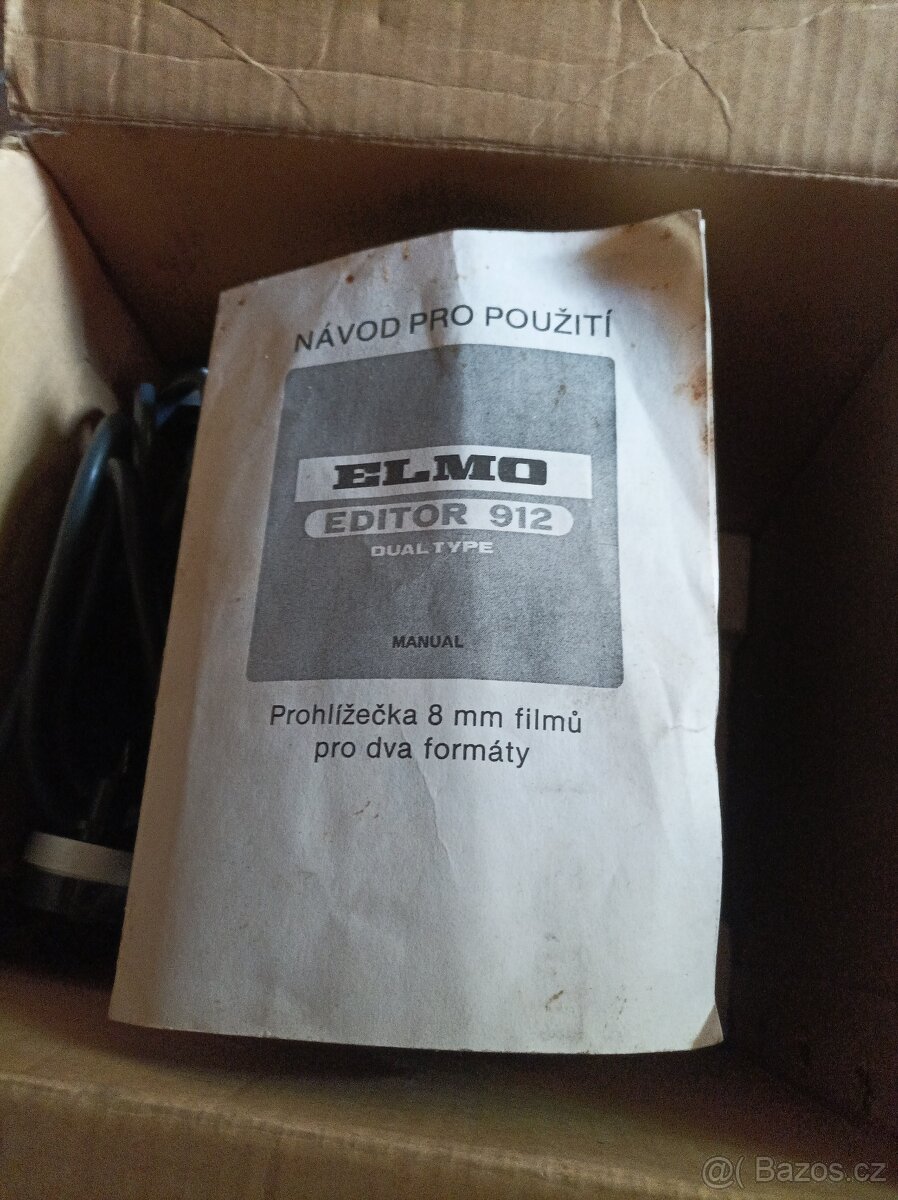 NÁVOD PRO POUŽITÍ
ELMO
EDITOR 912
DUAL TYPE
MANUAL
Prohlížečka 8 mm filmů
pro dva formáty
@( Bazos.cz